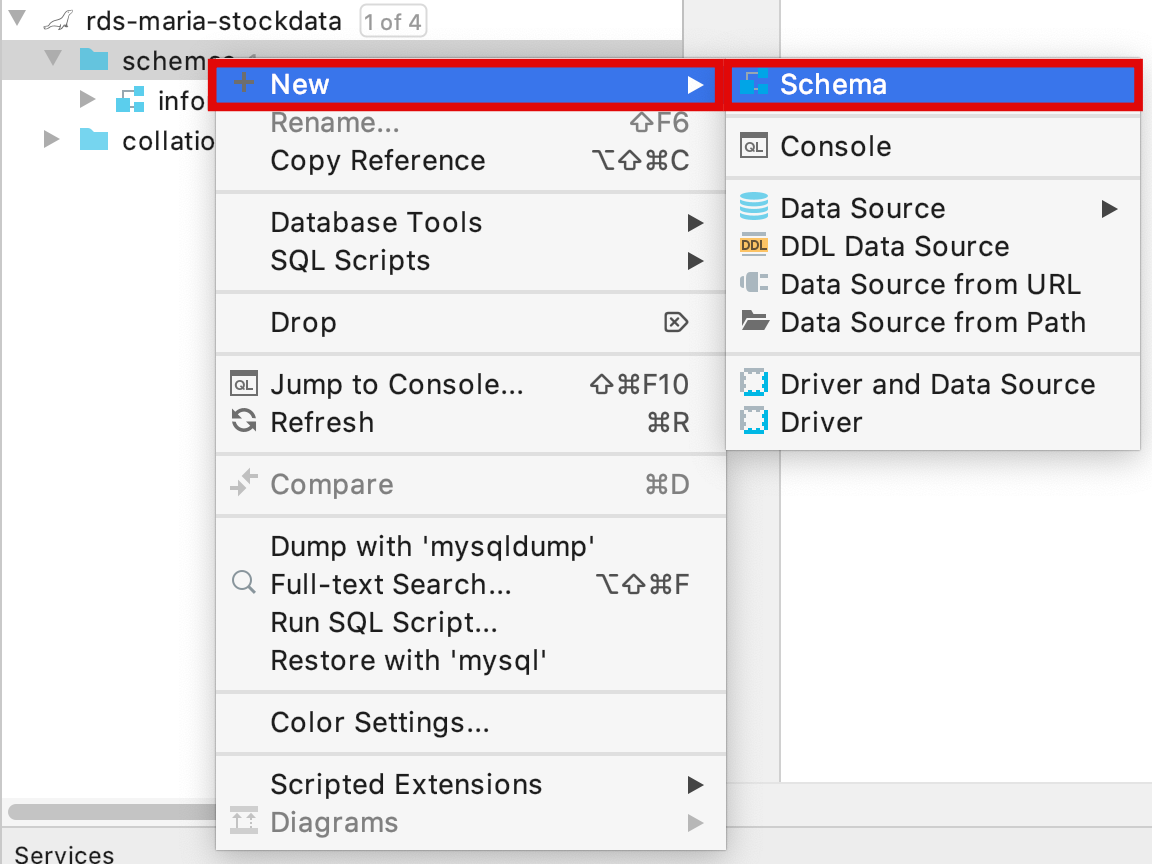 rds-maria-stockdata 1 of 4
schemas 1
info
collatio
New
Rename... ⇧F6
Copy Reference ⌥⇧⌘C
Database Tools
SQL Scripts
Drop
QL Jump to Console... ⇧⌘F10
Refresh ⌘R
Compare ⌘D
Dump with 'mysqldump'
Full-text Search... ⌥⇧⌘F
Run SQL Script...
Restore with 'mysql'
Color Settings...
Scripted Extensions
Diagrams
Schema
QL Console
Data Source
DDL DDL Data Source
Data Source from URL
Data Source from Path
Driver and Data Source
Driver
Services